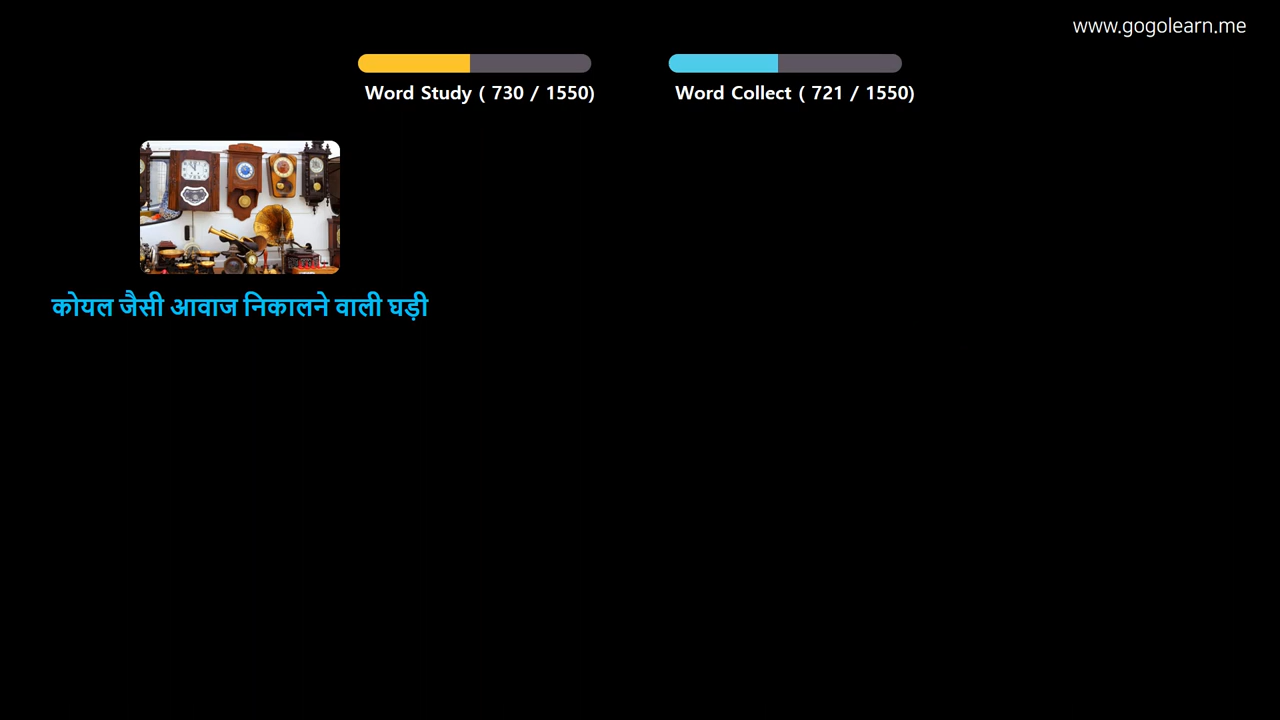 www.gogolearn.me
Word Study ( 730 / 1550)
Word Collect ( 721 / 1550)
कोयल जैसी आवाज निकालने वाली घड़ी